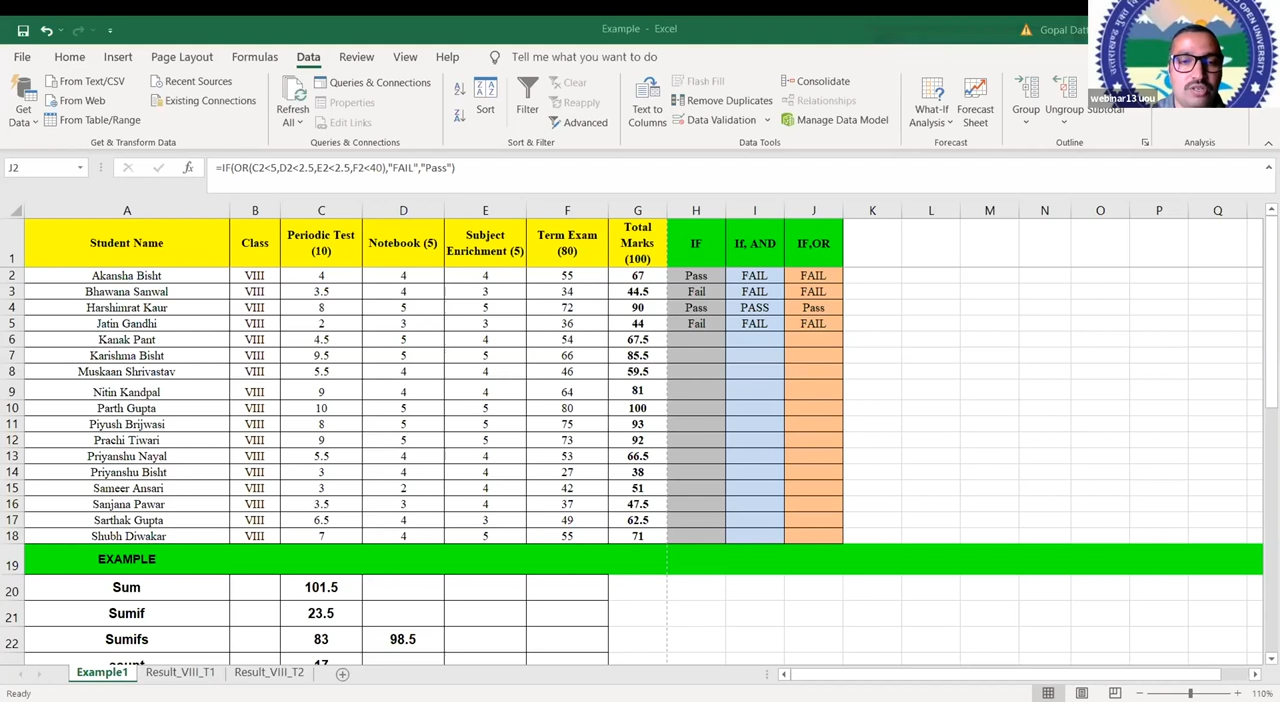 Example - Excel
Gopal Datt
File Home Insert Page Layout Formulas Data Review View Help Tell me what you want to do
Get Data
From Text/CSV
From Web
From Table/Range
Recent Sources
Existing Connections
Get & Transform Data
Refresh All
Queries & Connections
Properties
Edit Links
Queries & Connections
Sort
Filter
Clear
Reapply
Advanced
Sort & Filter
Text to Columns
Flash Fill
Remove Duplicates
Data Validation
Consolidate
Relationships
Manage Data Model
Data Tools
What-If Analysis
Forecast Sheet
Forecast
Group
Ungroup
Subtotal
Outline
Analysis
webinar13 uou
J2 fx =IF(OR(C2<5,D2<2.5,E2<2.5,F2<40),"FAIL","Pass")
A B C D E F G H I J K L M N O P Q
1 Student Name Class Periodic Test (10) Notebook (5) Subject Enrichment (5) Term Exam (80) Total Marks (100) IF If, AND IF,OR
2 Akansha Bisht VIII 4 4 4 55 67 Pass FAIL FAIL
3 Bhawana Sanwal VIII 3.5 4 3 34 44.5 Fail FAIL FAIL
4 Harshimrat Kaur VIII 8 5 5 72 90 Pass PASS Pass
5 Jatin Gandhi VIII 2 3 3 36 44 Fail FAIL FAIL
6 Kanak Pant VIII 4.5 5 4 54 67.5
7 Karishma Bisht VIII 9.5 5 5 66 85.5
8 Muskaan Shrivastav VIII 5.5 4 4 46 59.5
9 Nitin Kandpal VIII 9 4 4 64 81
10 Parth Gupta VIII 10 5 5 80 100
11 Piyush Brijwasi VIII 8 5 5 75 93
12 Prachi Tiwari VIII 9 5 5 73 92
13 Priyanshu Nayal VIII 5.5 4 4 53 66.5
14 Priyanshu Bisht VIII 3 4 4 27 38
15 Sameer Ansari VIII 3 2 4 42 51
16 Sanjana Pawar VIII 3.5 3 4 37 47.5
17 Sarthak Gupta VIII 6.5 4 3 49 62.5
18 Shubh Diwakar VIII 7 4 5 55 71
19 EXAMPLE
20 Sum 101.5
21 Sumif 23.5
22 Sumifs 83 98.5
count 17
Example1 Result_VIII_T1 Result_VIII_T2
Ready
110%